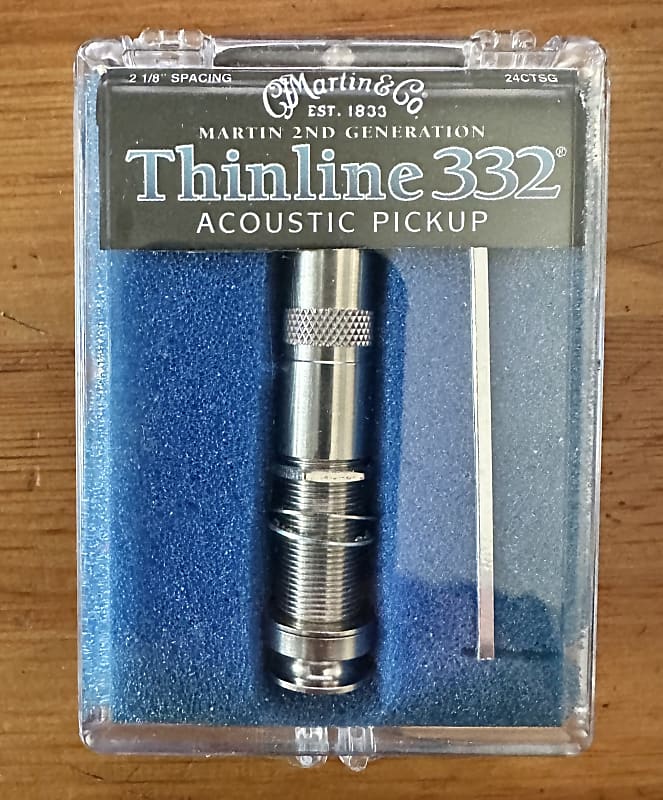 2 1/8" SPACING
24CTSG
CFMartin & Co
EST. 1833
MARTIN 2ND GENERATION
Thinline 332®
ACOUSTIC PICKUP